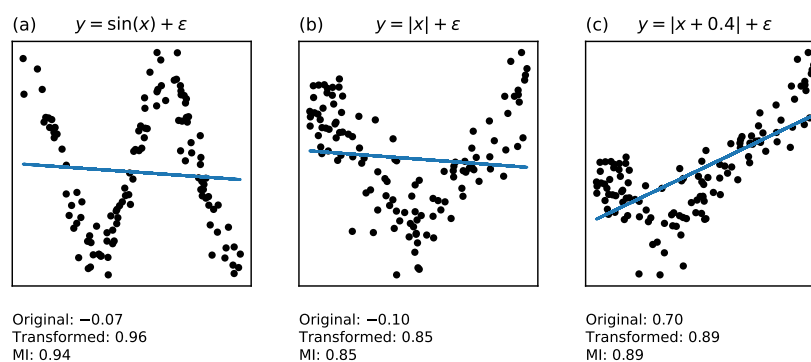 (a) y = sin(x) + ε
(b) y = |x| + ε
(c) y = |x + 0.4| + ε
Original: −0.07
Transformed: 0.96
MI: 0.94
Original: −0.10
Transformed: 0.85
MI: 0.85
Original: 0.70
Transformed: 0.89
MI: 0.89